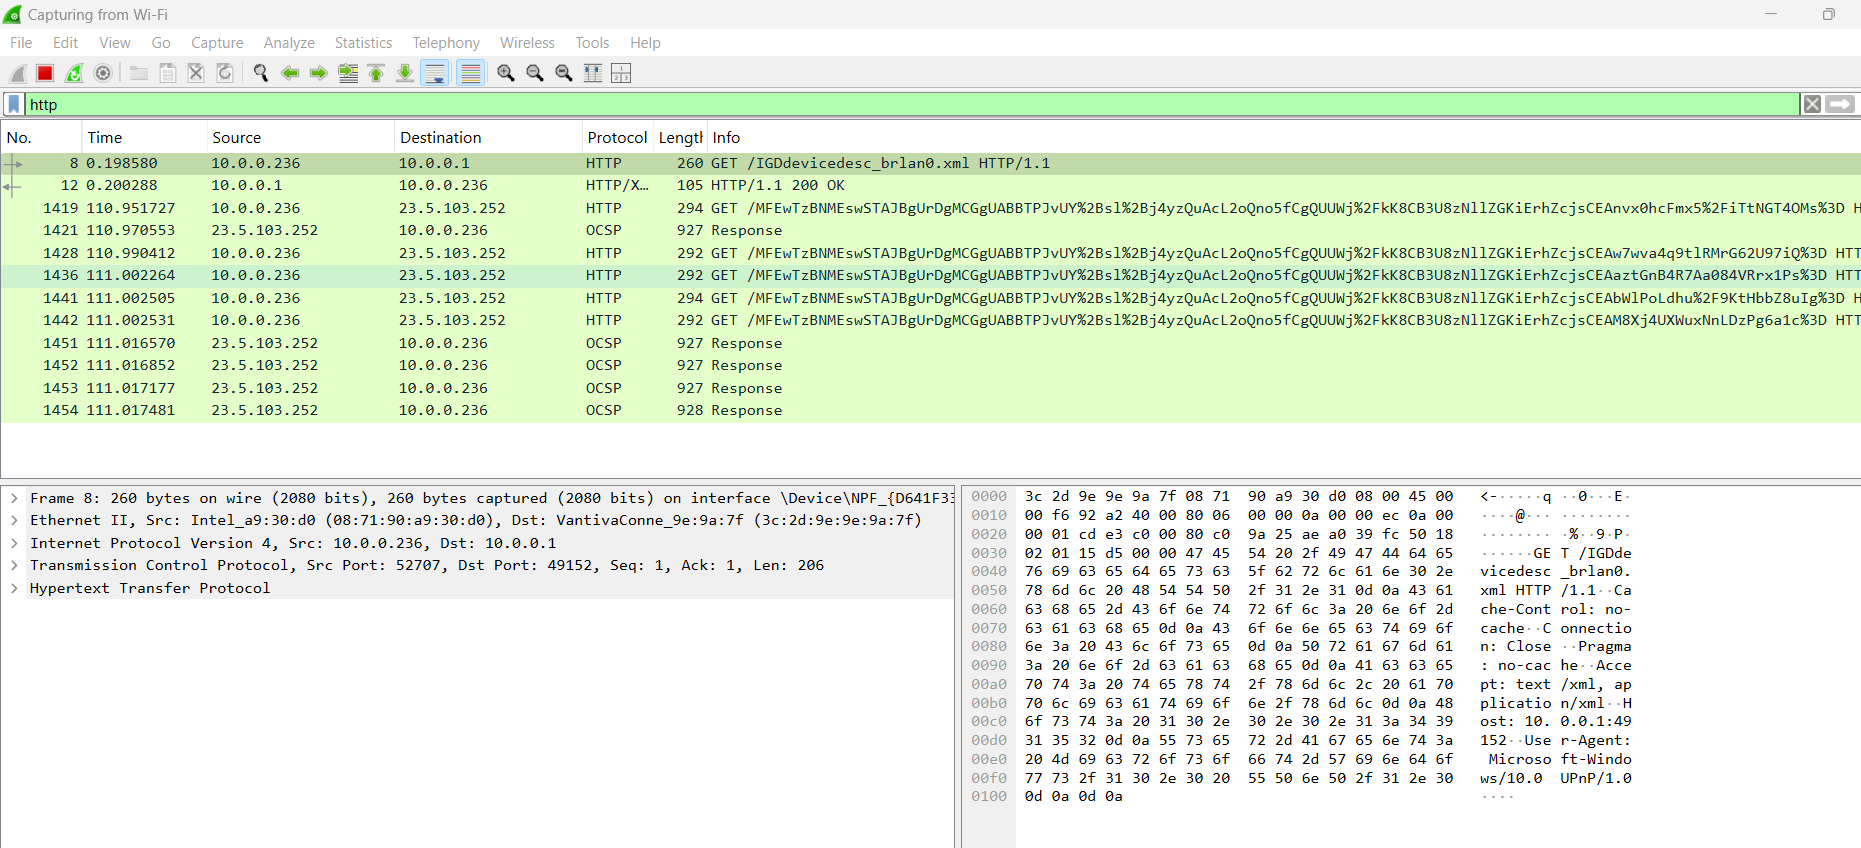 Capturing from Wi-Fi
File Edit View Go Capture Analyze Statistics Telephony Wireless Tools Help
http
No. Time Source Destination Protocol Length Info
8 0.198580 10.0.0.236 10.0.0.1 HTTP 260 GET /IGDdevicedesc_brlan0.xml HTTP/1.1
12 0.200288 10.0.0.1 10.0.0.236 HTTP/X… 105 HTTP/1.1 200 OK
1419 110.951727 10.0.0.236 23.5.103.252 HTTP 294 GET /MFEwTzBNMEswSTAJBgUrDgMCGgUABBTPJvUY%2Bsl%2Bj4yzQuAcL2oQno5fCgQUUWj%2FkK8CB3U8zNllZGKiErhZcjsCEAnvx0hcFmx5%2FiTtNGT4OMs%3D H
1421 110.970553 23.5.103.252 10.0.0.236 OCSP 927 Response
1428 110.990412 10.0.0.236 23.5.103.252 HTTP 292 GET /MFEwTzBNMEswSTAJBgUrDgMCGgUABBTPJvUY%2Bsl%2Bj4yzQuAcL2oQno5fCgQUUWj%2FkK8CB3U8zNllZGKiErhZcjsCEAw7wva4q9tlRMrG62U97iQ%3D HTT
1436 111.002264 10.0.0.236 23.5.103.252 HTTP 292 GET /MFEwTzBNMEswSTAJBgUrDgMCGgUABBTPJvUY%2Bsl%2Bj4yzQuAcL2oQno5fCgQUUWj%2FkK8CB3U8zNllZGKiErhZcjsCEAaztGnB4R7Aa084VRrx1Ps%3D HTT
1441 111.002505 10.0.0.236 23.5.103.252 HTTP 294 GET /MFEwTzBNMEswSTAJBgUrDgMCGgUABBTPJvUY%2Bsl%2Bj4yzQuAcL2oQno5fCgQUUWj%2FkK8CB3U8zNllZGKiErhZcjsCEAbWlPoLdhu%2F9KtHbbZ8uIg%3D H
1442 111.002531 10.0.0.236 23.5.103.252 HTTP 292 GET /MFEwTzBNMEswSTAJBgUrDgMCGgUABBTPJvUY%2Bsl%2Bj4yzQuAcL2oQno5fCgQUUWj%2FkK8CB3U8zNllZGKiErhZcjsCEAM8Xj4UXWuxNnLDzPg6a1c%3D HTT
1451 111.016570 23.5.103.252 10.0.0.236 OCSP 927 Response
1452 111.016852 23.5.103.252 10.0.0.236 OCSP 927 Response
1453 111.017177 23.5.103.252 10.0.0.236 OCSP 927 Response
1454 111.017481 23.5.103.252 10.0.0.236 OCSP 928 Response
Frame 8: 260 bytes on wire (2080 bits), 260 bytes captured (2080 bits) on interface \Device\NPF_{D641F33
Ethernet II, Src: Intel_a9:30:d0 (08:71:90:a9:30:d0), Dst: VantivaConne_9e:9a:7f (3c:2d:9e:9e:9a:7f)
Internet Protocol Version 4, Src: 10.0.0.236, Dst: 10.0.0.1
Transmission Control Protocol, Src Port: 52707, Dst Port: 49152, Seq: 1, Ack: 1, Len: 206
Hypertext Transfer Protocol
0000 3c 2d 9e 9e 9a 7f 08 71 90 a9 30 d0 08 00 45 00 <-·····q ··0···E·
0010 00 f6 92 a2 40 00 80 06 00 00 0a 00 00 ec 0a 00 ····@··· ········
0020 00 01 cd e3 c0 00 80 c0 9a 25 ae a0 39 fc 50 18 ········ ·%··9·P·
0030 02 01 15 d5 00 00 47 45 54 20 2f 49 47 44 64 65 ······GE T /IGDde
0040 76 69 63 65 64 65 73 63 5f 62 72 6c 61 6e 30 2e vicedesc _brlan0.
0050 78 6d 6c 20 48 54 54 50 2f 31 2e 31 0d 0a 43 61 xml HTTP /1.1··Ca
0060 63 68 65 2d 43 6f 6e 74 72 6f 6c 3a 20 6e 6f 2d che-Cont rol: no-
0070 63 61 63 68 65 0d 0a 43 6f 6e 6e 65 63 74 69 6f cache··C onnectio
0080 6e 3a 20 43 6c 6f 73 65 0d 0a 50 72 61 67 6d 61 n: Close ··Pragma
0090 3a 20 6e 6f 2d 63 61 63 68 65 0d 0a 41 63 63 65 : no-cac he··Acce
00a0 70 74 3a 20 74 65 78 74 2f 78 6d 6c 2c 20 61 70 pt: text /xml, ap
00b0 70 6c 69 63 61 74 69 6f 6e 2f 78 6d 6c 0d 0a 48 plicatio n/xml··H
00c0 6f 73 74 3a 20 31 30 2e 30 2e 30 2e 31 3a 34 39 ost: 10. 0.0.1:49
00d0 31 35 32 0d 0a 55 73 65 72 2d 41 67 65 6e 74 3a 152··Use r-Agent:
00e0 20 4d 69 63 72 6f 73 6f 66 74 2d 57 69 6e 64 6f Microso ft-Windo
00f0 77 73 2f 31 30 2e 30 20 55 50 6e 50 2f 31 2e 30 ws/10.0 UPnP/1.0
0100 0d 0a 0d 0a ····